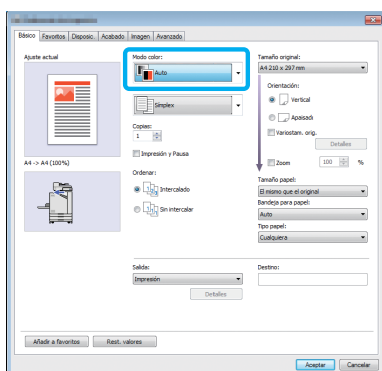 Básico Favoritos Disposic. Acabado Imagen Avanzado
Ajuste actual
A4 -> A4 (100%)
Modo color:
Auto
Símplex
Copias:
1
Impresión y Pausa
Ordenar:
Intercalado
Sin intercalar
Tamaño original:
A4 210 x 297 mm
Orientación:
Vertical
Apaisadi
Variostam. orig.
Detalles
Zoom 100 %
Tamaño papel:
El mismo que el original
Bandeja para papel:
Auto
Tipo papel:
Cualquiera
Salida:
Impresión
Detalles
Destino:
Añadir a favoritos Rest. valores
Aceptar Cancelar